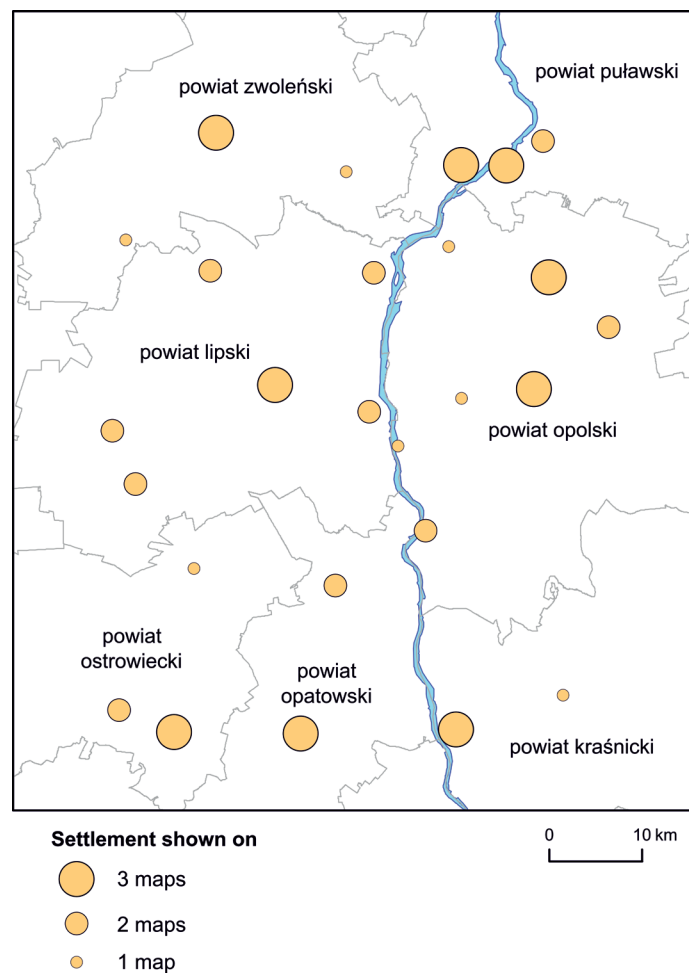 powiat zwoleński
powiat puławski
powiat lipski
powiat opolski
powiat
ostrowiecki
powiat
opatowski
powiat kraśnicki
Settlement shown on
3 maps
2 maps
1 map
0 10 km